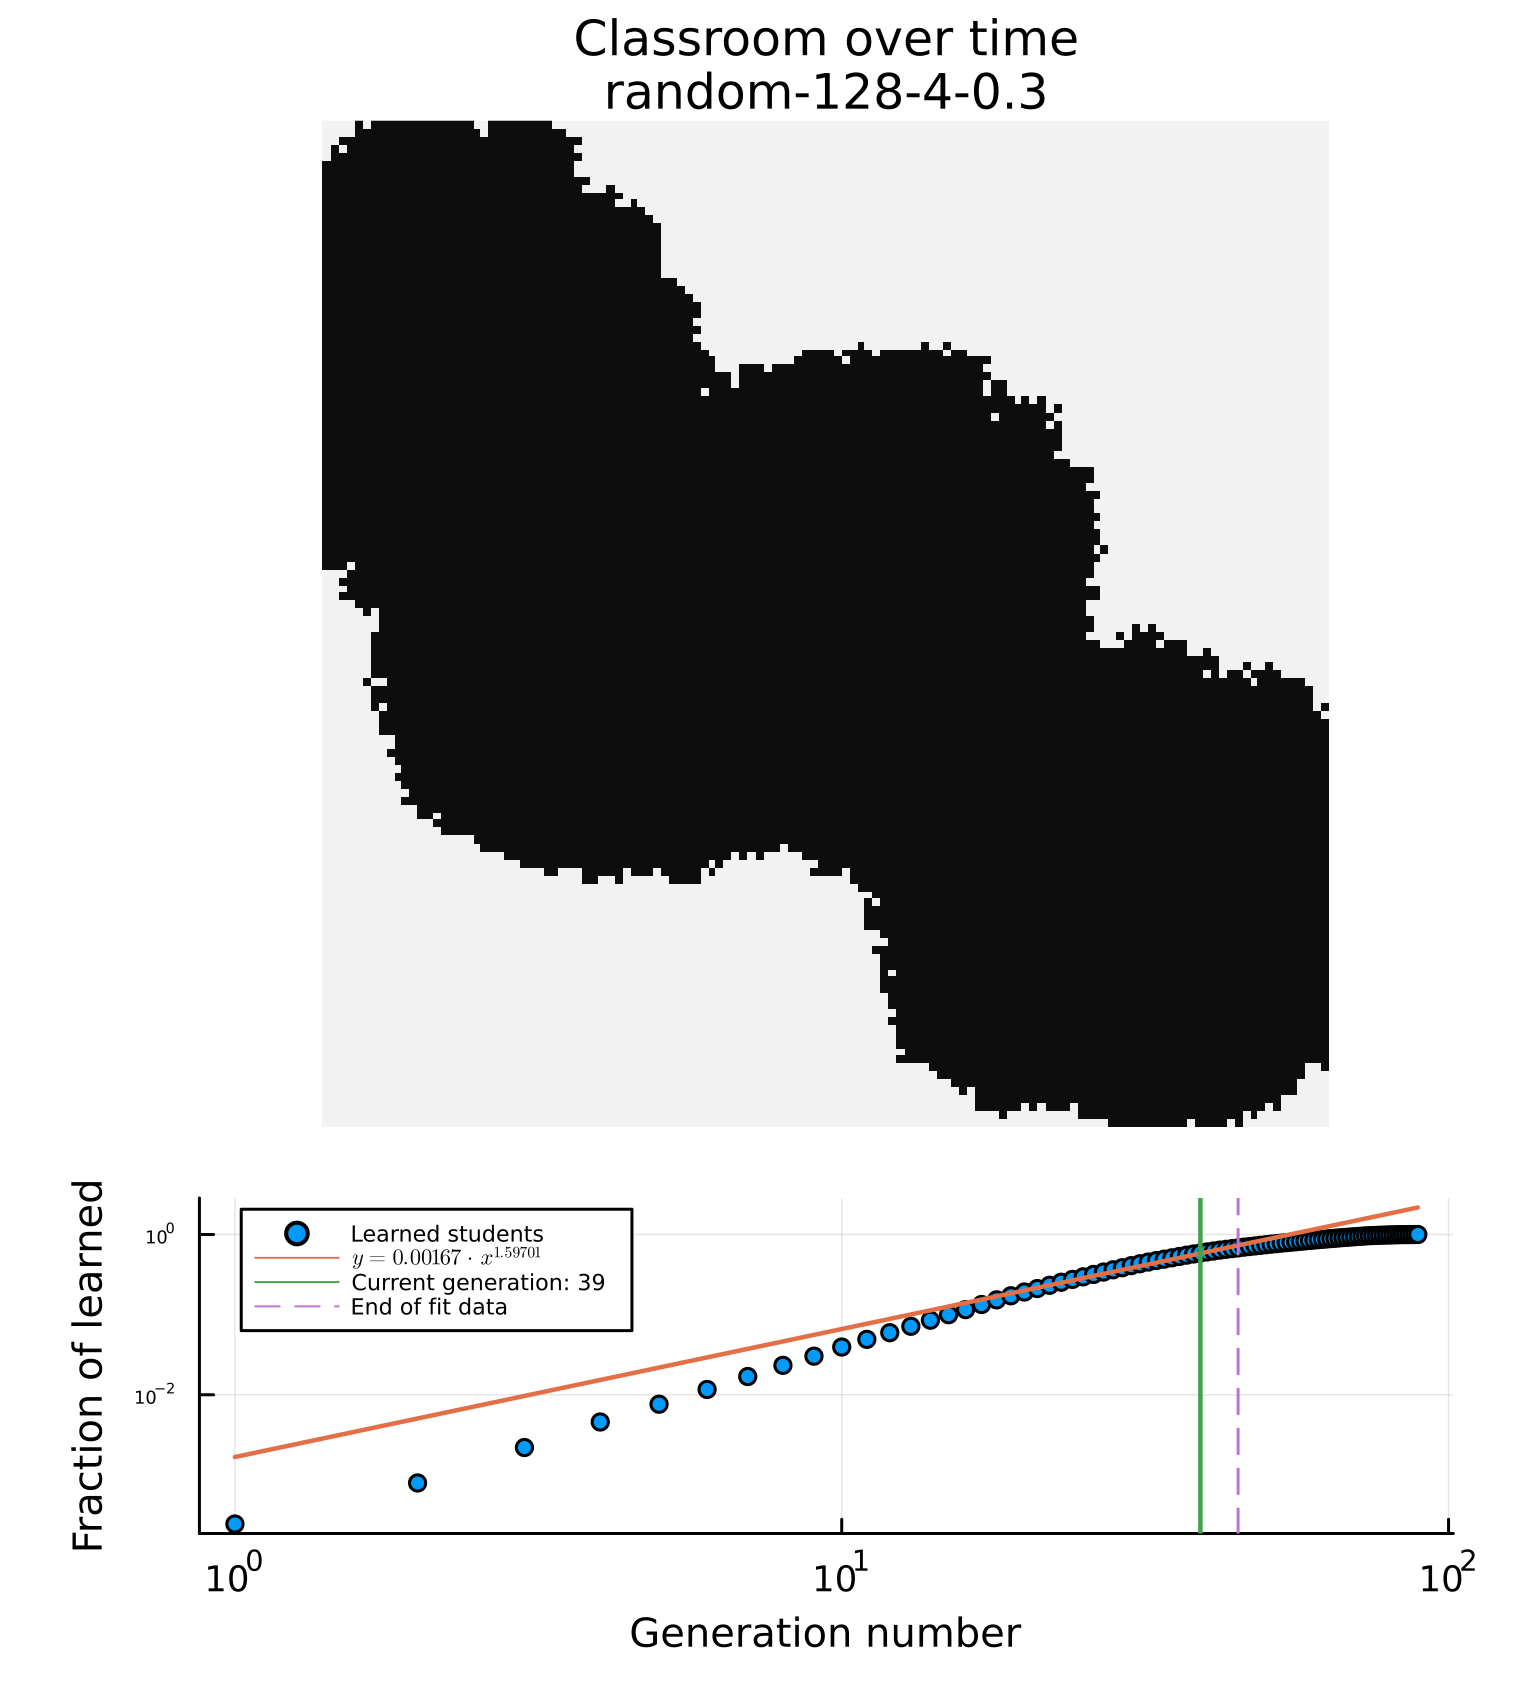 Classroom over time
random-128-4-0.3
Fraction of learned
10^0
10^−2
Learned students
y = 0.00167 · x^1.59701
Current generation: 39
End of fit data
10^0
10^1
10^2
Generation number